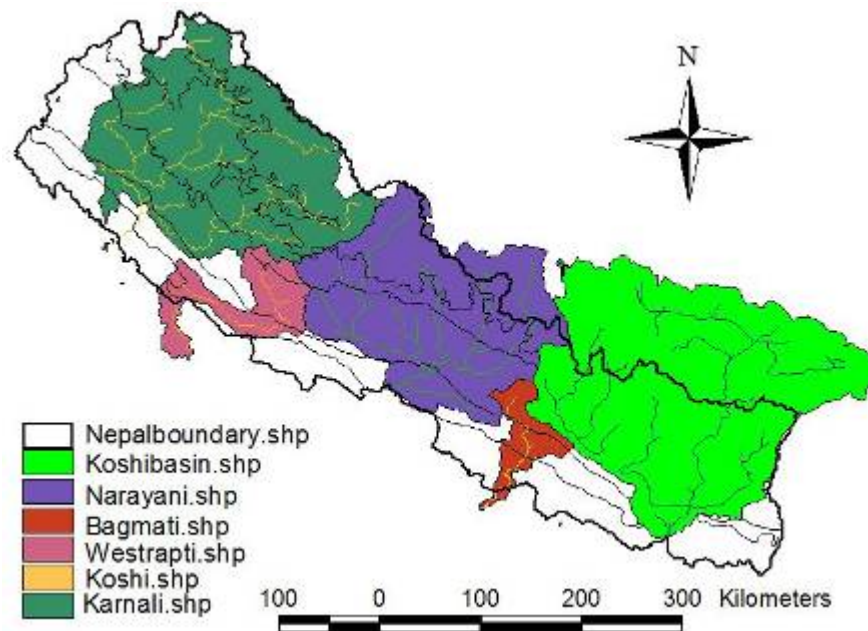 N
Nepalboundary.shp
Koshibasin.shp
Narayani.shp
Bagmati.shp
Westrapti.shp
Koshi.shp
Karnali.shp
100 0 100 200 300 Kilometers